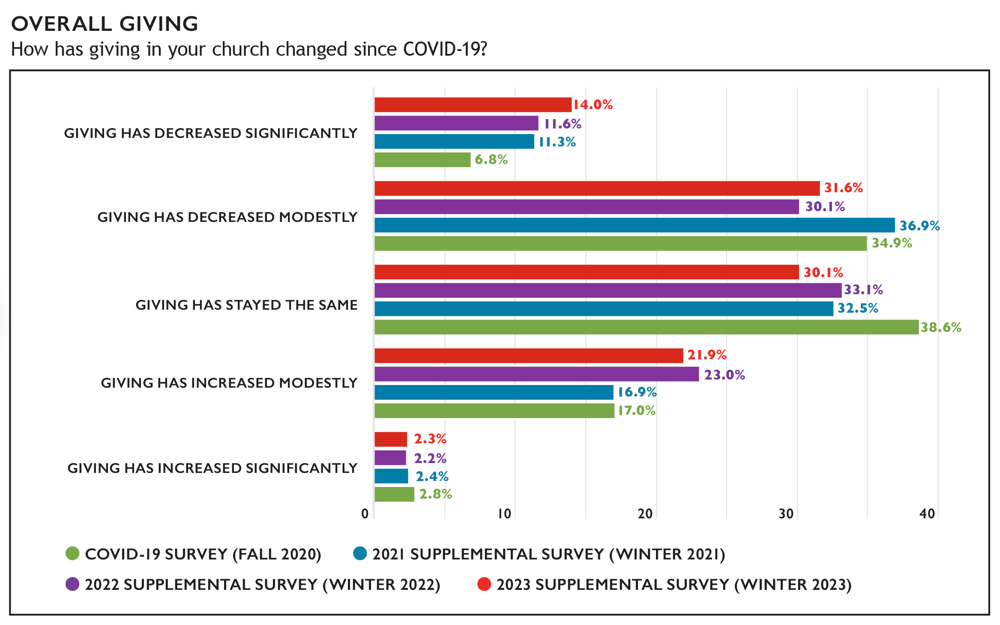 OVERALL GIVING
How has giving in your church changed since COVID-19?
14.0%
GIVING HAS DECREASED SIGNIFICANTLY
11.6%
11.3%
6.8%
31.6%
GIVING HAS DECREASED MODESTLY
30.1%
36.9%
34.9%
30.1%
GIVING HAS STAYED THE SAME
33.1%
32.5%
38.6%
21.9%
GIVING HAS INCREASED MODESTLY
23.0%
16.9%
17.0%
2.3%
GIVING HAS INCREASED SIGNIFICANTLY
2.2%
2.4%
2.8%
0 10 20 30 40
COVID-19 SURVEY (FALL 2020) 2021 SUPPLEMENTAL SURVEY (WINTER 2021)
2022 SUPPLEMENTAL SURVEY (WINTER 2022) 2023 SUPPLEMENTAL SURVEY (WINTER 2023)